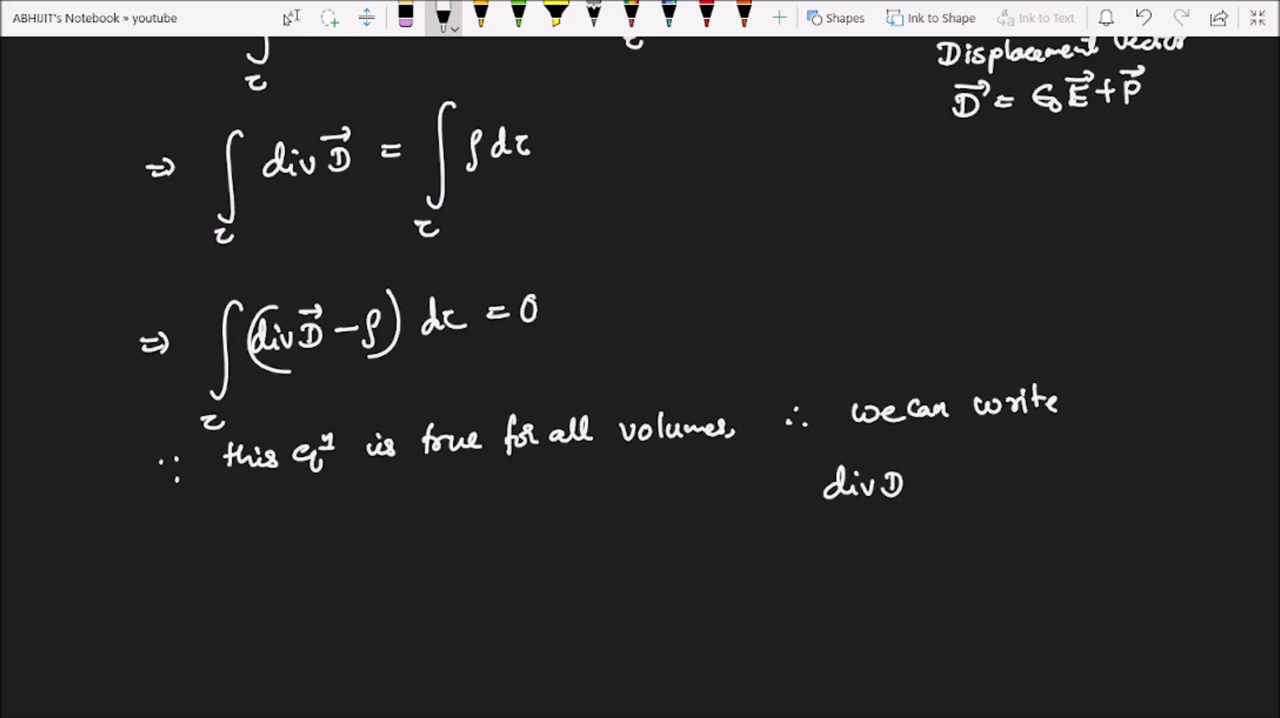 ABHIJIT's Notebook » youtube
Shapes
Ink to Shape
Ink to Text
∫
τ
Displacement Vector
D⃗ = ε₀E⃗ + P⃗
⇒ ∫τ div D⃗ = ∫τ ρ dτ
⇒ ∫τ (div D⃗ − ρ) dτ = 0
∵ this eqⁿ is true for all volumes, ∴ we can write
div D